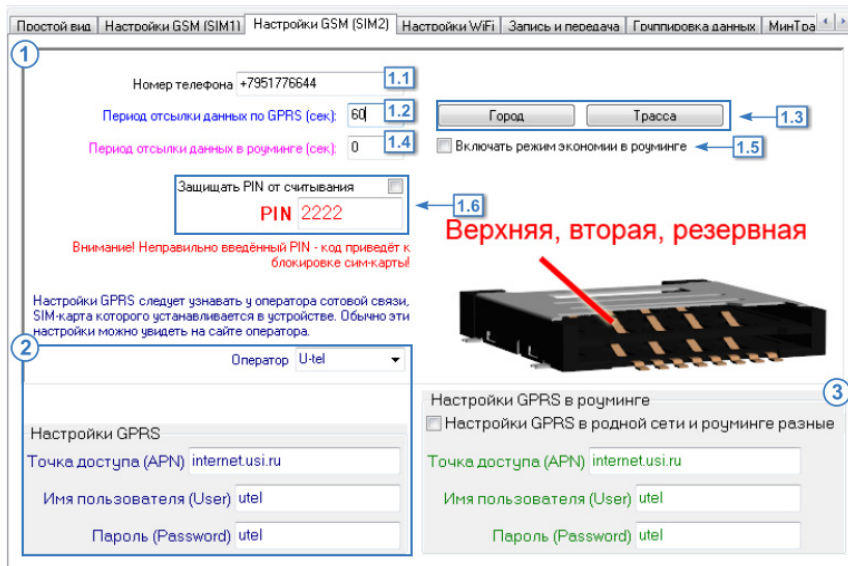 Простой вид Настройки GSM (SIM1) Настройки GSM (SIM2) Настройки WiFi Запись и передача Группировка данных МинТра
1
Номер телефона +7951776644 1.1
Период отсылки данных по GPRS (сек): 60 1.2 Город Трасса 1.3
Период отсылки данных в роуминге (сек): 0 1.4 Включать режим экономии в роуминге 1.5
Защищать PIN от считывания
PIN 2222 1.6
Верхняя, вторая, резервная
Внимание! Неправильно введённый PIN - код приведёт к
блокировке сим-карты!
Настройки GPRS следует узнавать у оператора сотовой связи,
SIM-карта которого устанавливается в устройстве. Обычно эти
настройки можно увидеть на сайте оператора.
2
Оператор U-tel
Настройки GPRS
Точка доступа (APN) internet.usi.ru
Имя пользователя (User) utel
Пароль (Password) utel
3
Настройки GPRS в роуминге
Настройки GPRS в родной сети и роуминге разные
Точка доступа (APN) internet.usi.ru
Имя пользователя (User) utel
Пароль (Password) utel